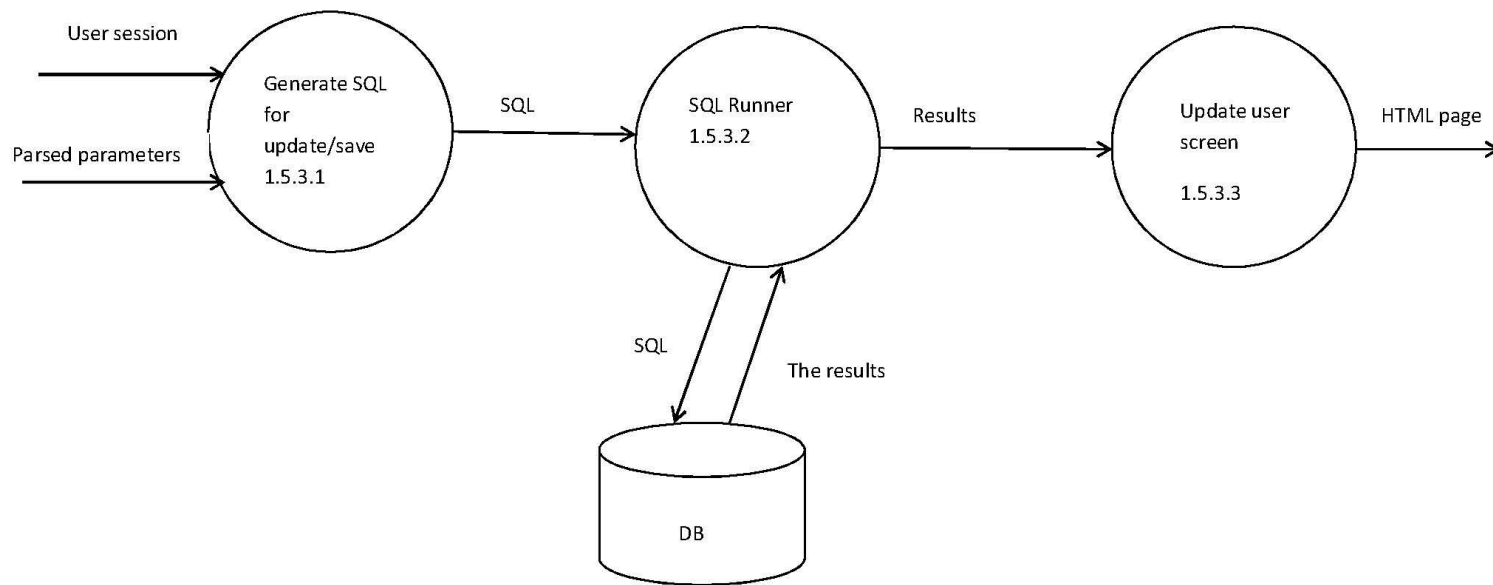 User session
Parsed parameters
Generate SQL
for
update/save
1.5.3.1
SQL
SQL Runner
1.5.3.2
Results
Update user
screen
1.5.3.3
HTML page
SQL
The results
DB